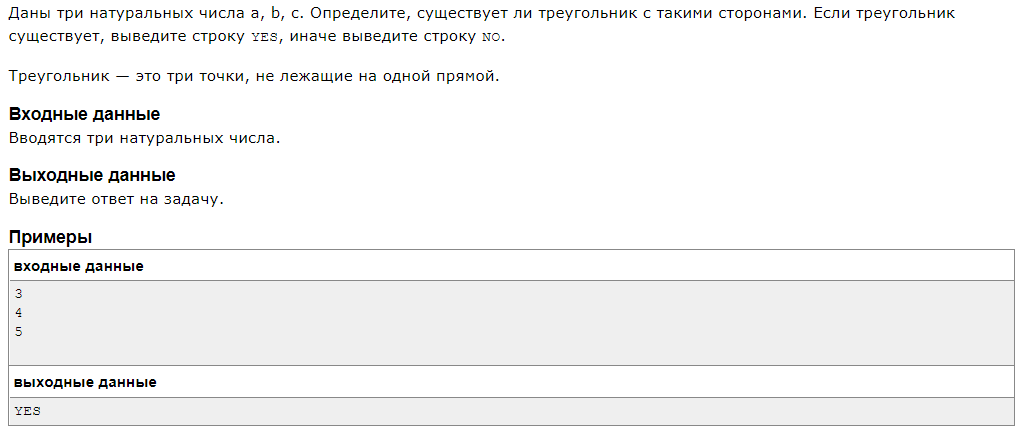 Даны три натуральных числа a, b, c. Определите, существует ли треугольник с такими сторонами. Если треугольник
существует, выведите строку YES, иначе выведите строку NO.
Треугольник — это три точки, не лежащие на одной прямой.
Входные данные
Вводятся три натуральных числа.
Выходные данные
Выведите ответ на задачу.
Примеры
входные данные
3
4
5
выходные данные
YES